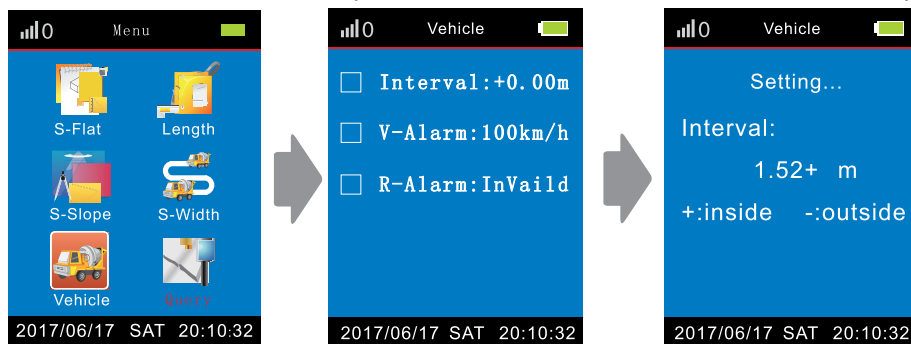 0 Menu
S-Flat Length
S-Slope S-Width
Vehicle Query
2017/06/17 SAT 20:10:32
0 Vehicle
Interval:+0.00m
V-Alarm:100km/h
R-Alarm:InVaild
2017/06/17 SAT 20:10:32
0 Vehicle
Setting...
Interval:
1.52+ m
+:inside -:outside
2017/06/17 SAT 20:10:32